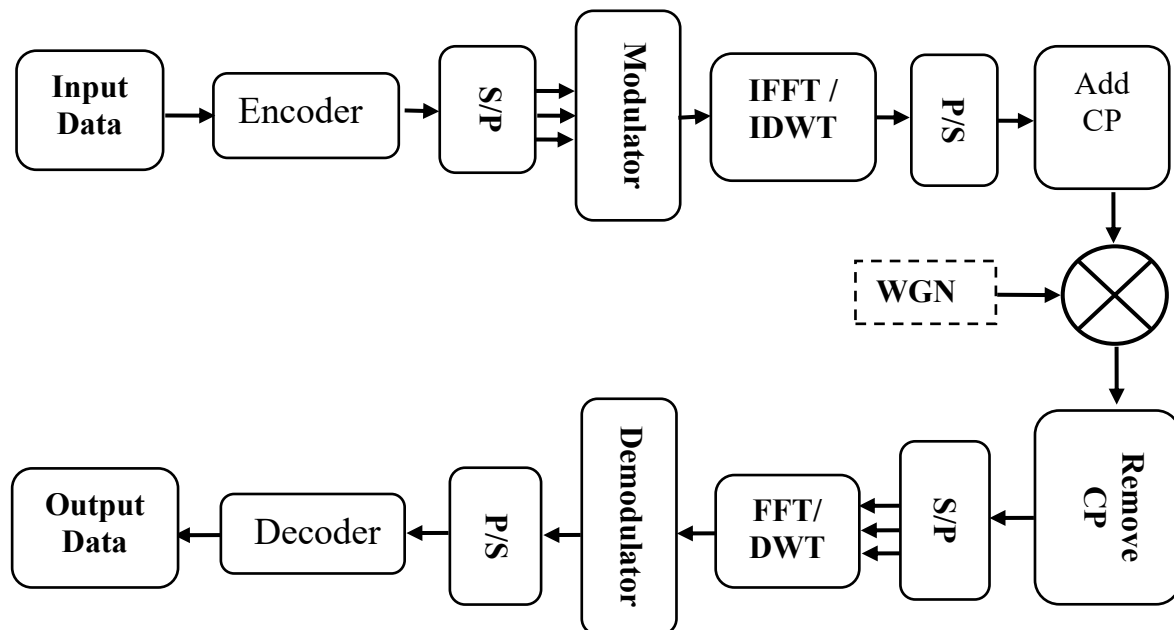 Input
Data
Encoder
S/P
Modulator
IFFT /
IDWT
P/S
Add
CP
WGN
Remove
CP
S/P
FFT/
DWT
Demodulator
P/S
Decoder
Output
Data